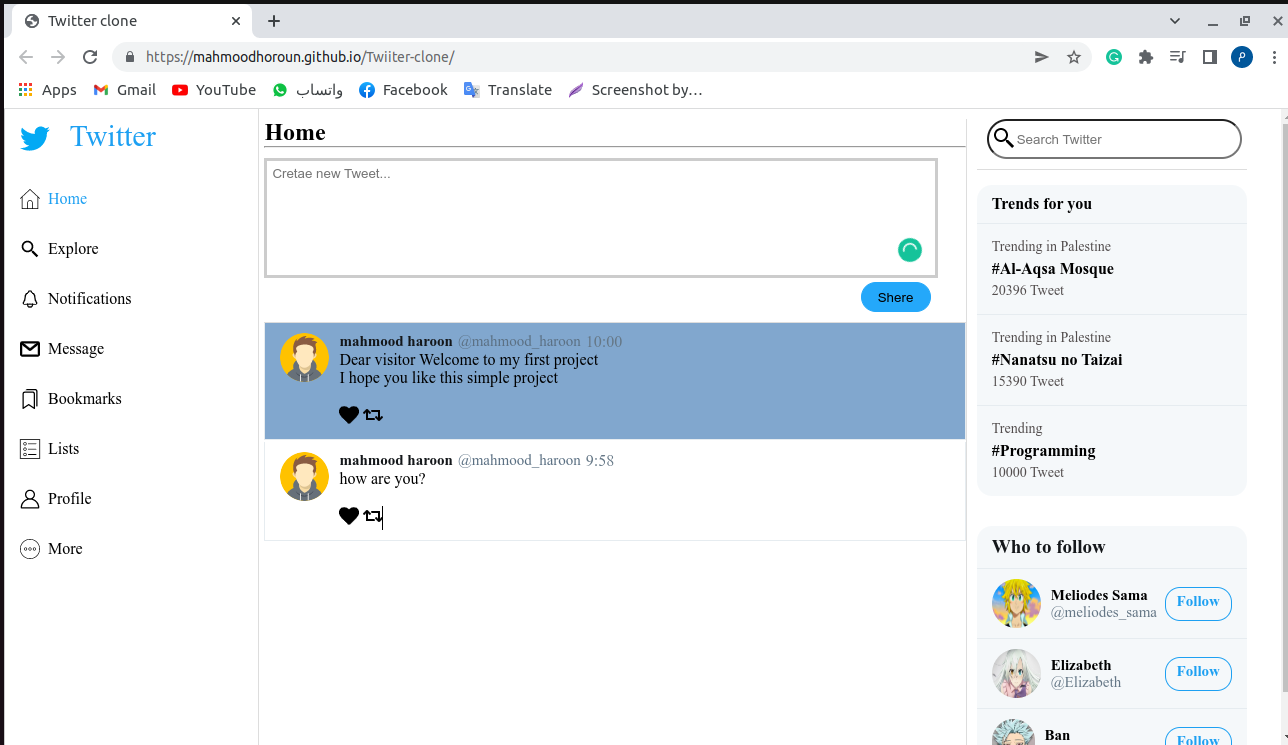 Twitter clone
https://mahmoodhoroun.github.io/Twiiter-clone/
P
Apps
Gmail
YouTube
واتساب
Facebook
Translate
Screenshot by…
Twitter
Home
Explore
Notifications
Message
Bookmarks
Lists
Profile
More
Home
Cretae new Tweet...
Shere
mahmood haroon @mahmood_haroon 10:00
Dear visitor Welcome to my first project
I hope you like this simple project
mahmood haroon @mahmood_haroon 9:58
how are you?
Search Twitter
Trends for you
Trending in Palestine
#Al-Aqsa Mosque
20396 Tweet
Trending in Palestine
#Nanatsu no Taizai
15390 Tweet
Trending
#Programming
10000 Tweet
Who to follow
Meliodes Sama
@meliodes_sama
Follow
Elizabeth
@Elizabeth
Follow
Ban
Follow